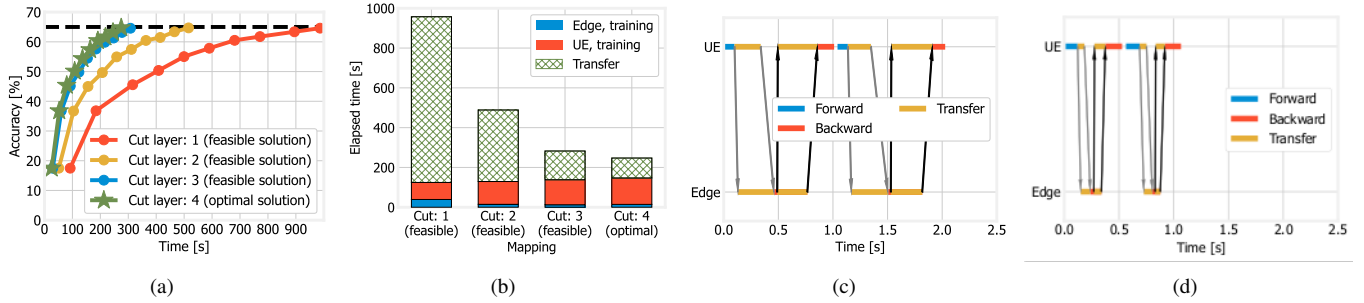 70
60
50
40
30
20
10
0
Accuracy [%]
Cut layer: 1 (feasible solution)
Cut layer: 2 (feasible solution)
Cut layer: 3 (feasible solution)
Cut layer: 4 (optimal solution)
0 100 200 300 400 500 600 700 800 900
Time [s]
(a)
1000
800
600
400
200
0
Elapsed time [s]
Edge, training
UE, training
Transfer
Cut: 1 Cut: 2 Cut: 3 Cut: 4
(feasible) (feasible) (feasible) (optimal)
Mapping
(b)
UE
Forward Transfer
Backward
Edge
0.0 0.5 1.0 1.5 2.0 2.5
Time [s]
(c)
UE
Forward
Backward
Transfer
Edge
0.0 0.5 1.0 1.5 2.0 2.5
Time [s]
(d)